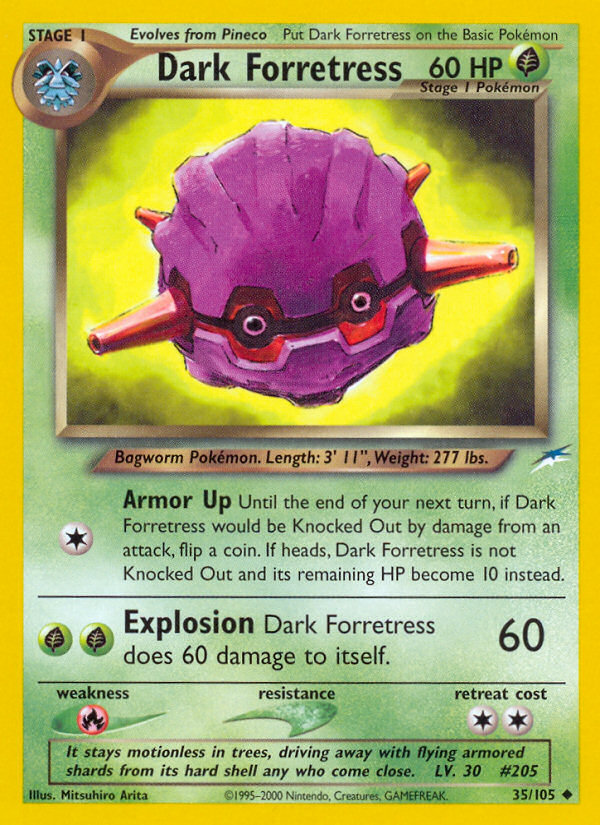 STAGE 1 Evolves from Pineco Put Dark Forretress on the Basic Pokémon
Dark Forretress 60 HP
Stage 1 Pokémon
Bagworm Pokémon. Length: 3' 11", Weight: 277 lbs.
Armor Up Until the end of your next turn, if Dark
Forretress would be Knocked Out by damage from an
attack, flip a coin. If heads, Dark Forretress is not
Knocked Out and its remaining HP become 10 instead.
Explosion Dark Forretress 60
does 60 damage to itself.
weakness resistance retreat cost
It stays motionless in trees, driving away with flying armored
shards from its hard shell any who come close. LV. 30 #205
Illus. Mitsuhiro Arita ©1995-2000 Nintendo, Creatures, GAMEFREAK. 35/105